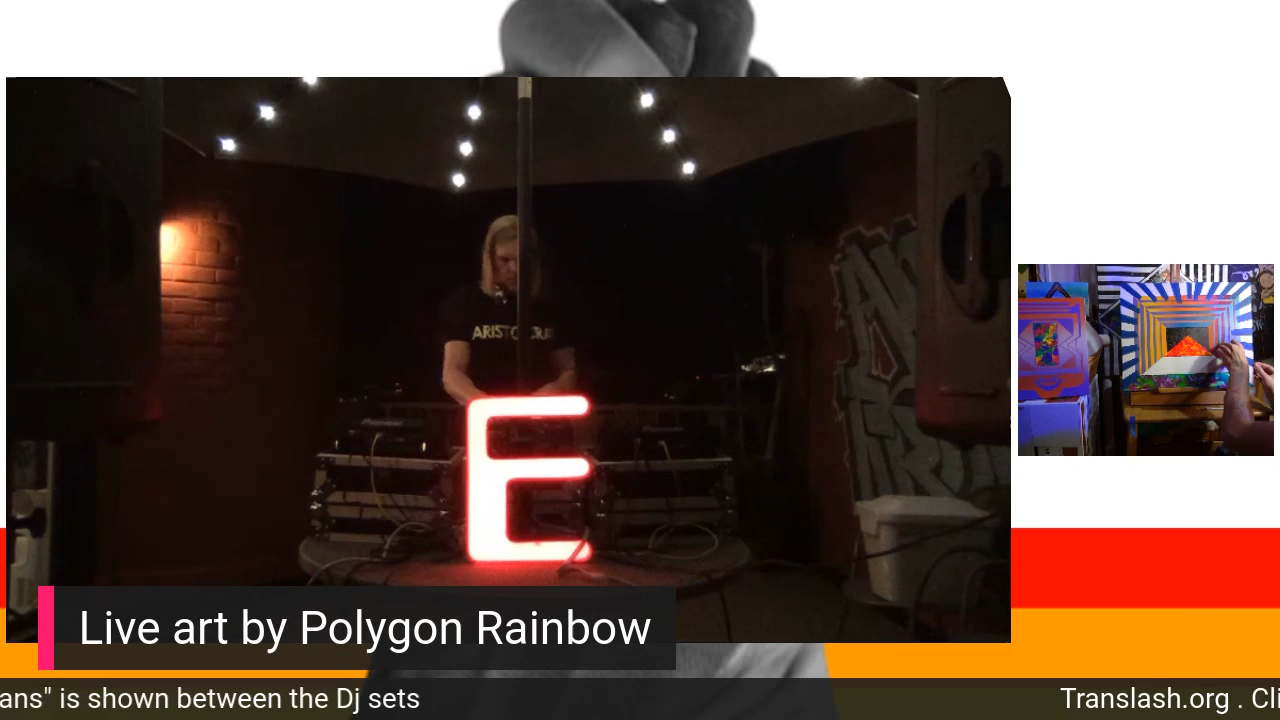 Live art by Polygon Rainbow
E
ans" is shown between the Dj sets
Translash.org . Cli